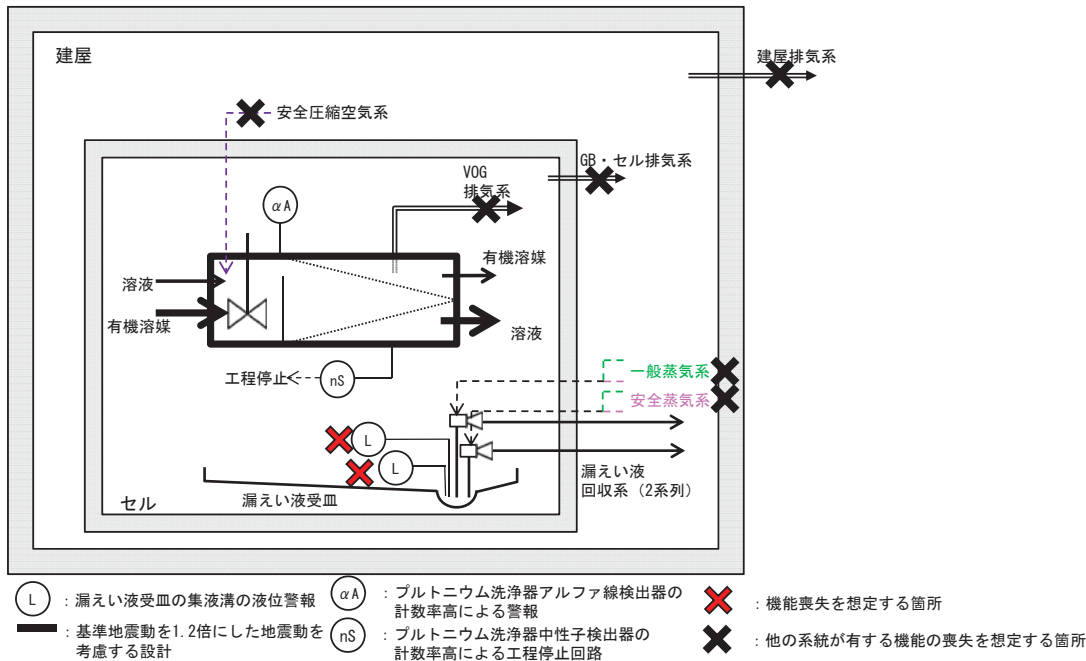 建屋
建屋排気系
安全圧縮空気系
GB・セル排気系
VOG
排気系
αA
有機溶媒
溶液
有機溶媒
溶液
工程停止
nS
一般蒸気系
安全蒸気系
L
L
漏えい液
回収系（2系列）
漏えい液受皿
セル
L
：漏えい液受皿の集液溝の液位警報
：基準地震動を1.2倍にした地震動を
考慮する設計
αA
：プルトニウム洗浄器アルファ線検出器の
計数率高による警報
nS
：プルトニウム洗浄器中性子検出器の
計数率高による工程停止回路
：機能喪失を想定する箇所
：他の系統が有する機能の喪失を想定する箇所